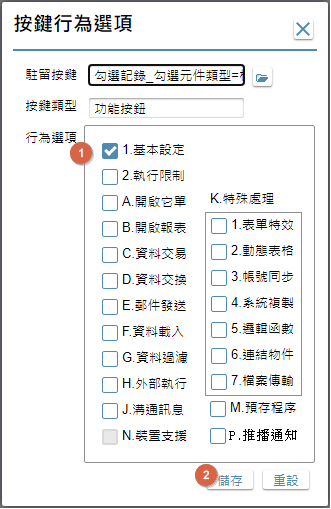 按鍵行為選項
駐留按鍵 勾選記錄_勾選元件類型=
按鍵類型 功能按鈕
行為選項
1 1.基本設定
2.執行限制
A.開啟它單
B.開啟報表
C.資料交易
D.資料交換
E.郵件發送
F.資料載入
G.資料過濾
H.外部執行
J.溝通訊息
N.裝置支援
K.特殊處理
1.表單特效
2.動態表格
3.帳號同步
4.系統複製
5.邏輯函數
6.連結物件
7.檔案傳輸
M.預存程序
P.推播通知
2 儲存 重設